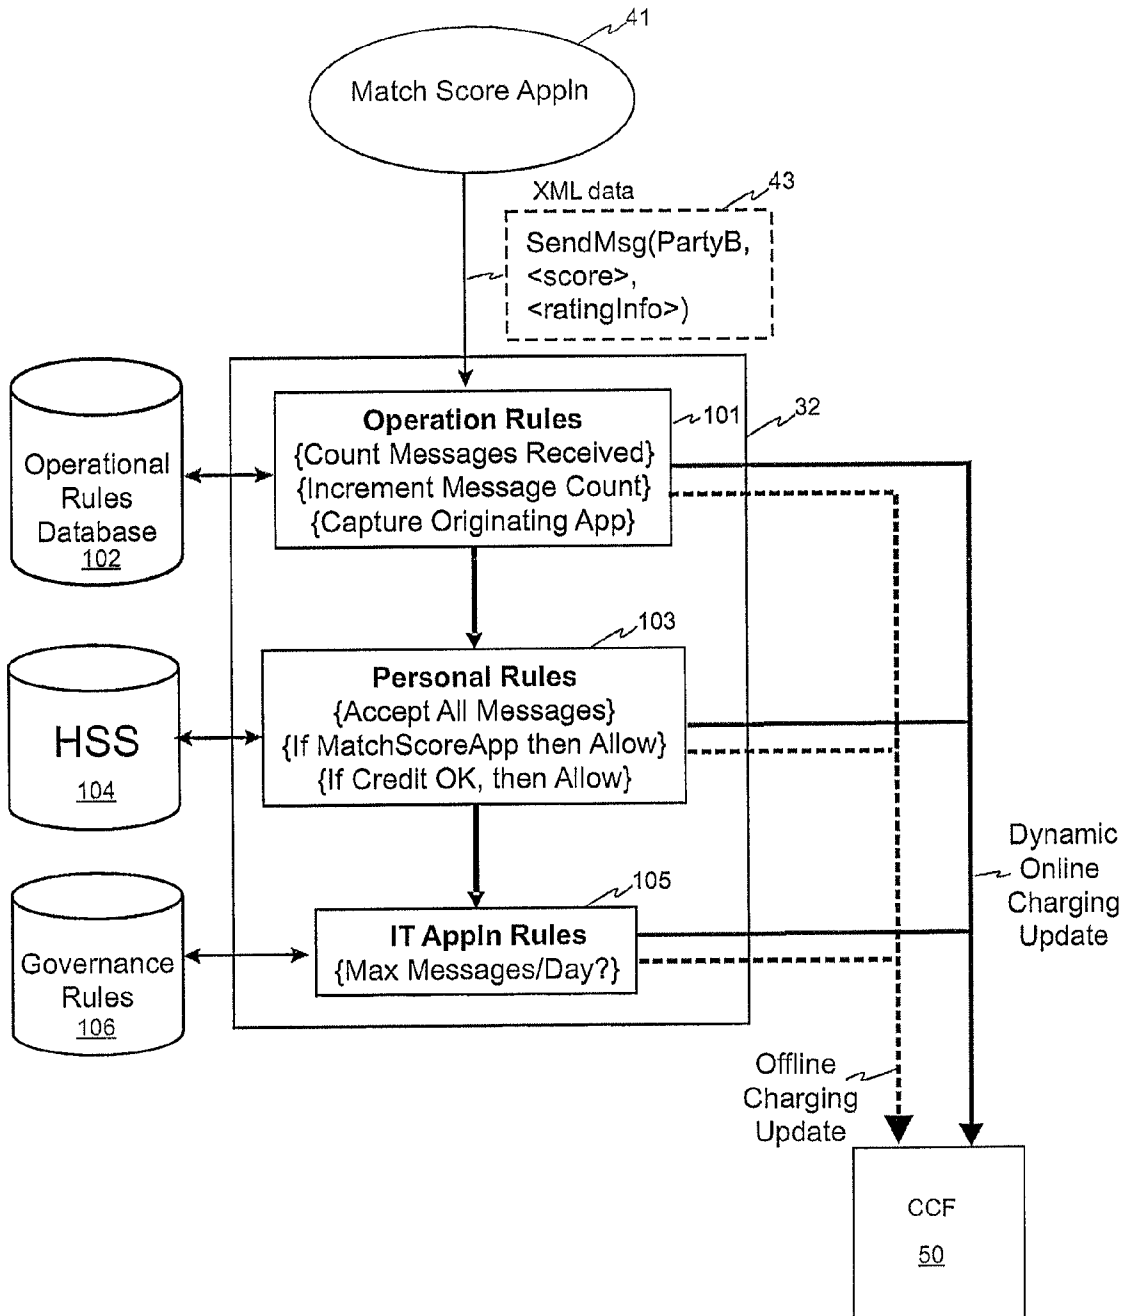 41
Match Score Appln
XML data
43
SendMsg(PartyB,
<score>,
<ratingInfo>)
Operational
Rules
Database
102
Operation Rules
{Count Messages Received}
{Increment Message Count}
{Capture Originating App}
101
32
HSS
104
103
Personal Rules
{Accept All Messages}
{If MatchScoreApp then Allow}
{If Credit OK, then Allow}
Governance
Rules
106
105
IT Appln Rules
{Max Messages/Day?}
Dynamic
Online
Charging
Update
Offline
Charging
Update
CCF
50